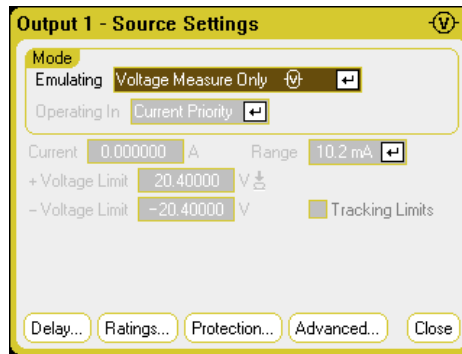 Output 1 - Source Settings
Mode
Emulating Voltage Measure Only
Operating In Current Priority
Current 0.000000 A Range 10.2 mA
+ Voltage Limit 20.40000 V
- Voltage Limit -20.40000 V Tracking Limits
Delay... Ratings... Protection... Advanced... Close